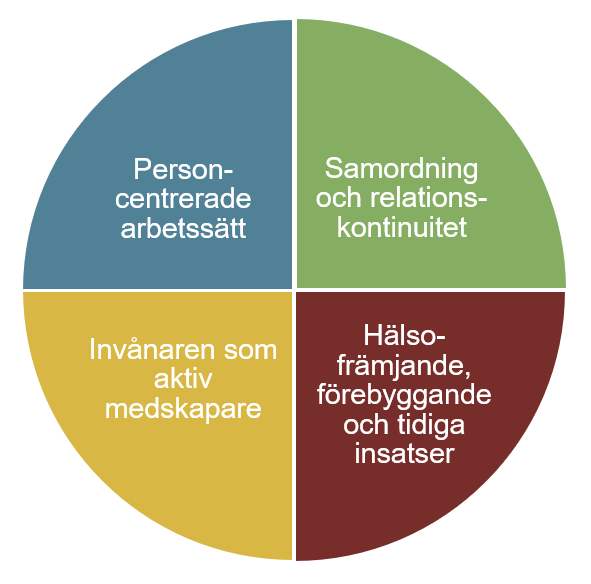 Person-
centrerade
arbetssätt
Samordning
och relations-
kontinuitet
Invånaren som
aktiv
medskapare
Hälso-
främjande,
förebyggande
och tidiga
insatser